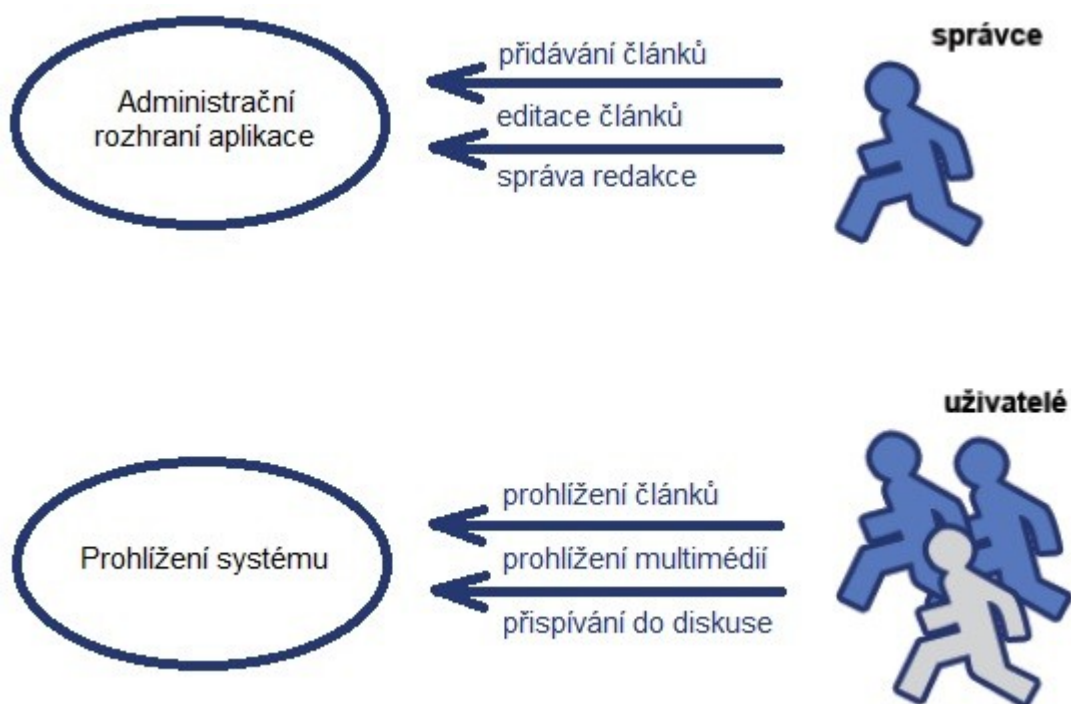 správce
přidávání článků
Administrační
rozhraní aplikace
editace článků
správa redakce
uživatelé
prohlížení článků
Prohlížení systému
prohlížení multimédií
přispívání do diskuse